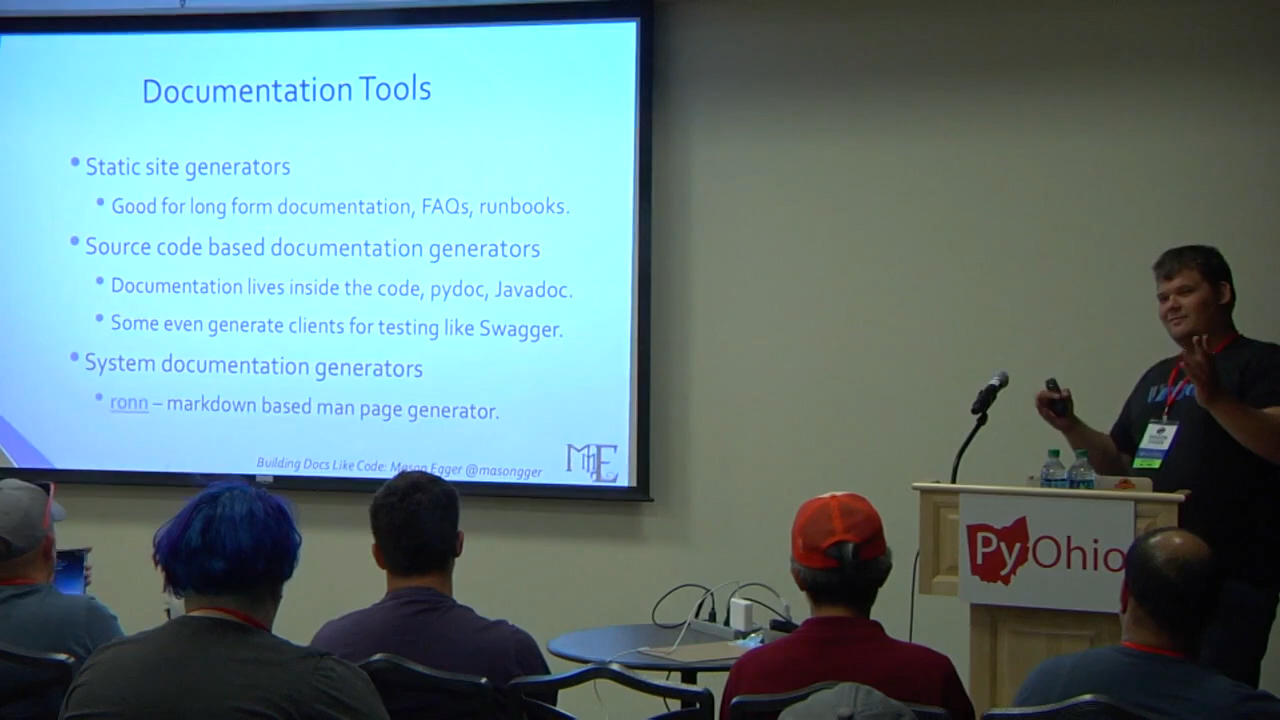 Documentation Tools
• Static site generators
• Good for long form documentation, FAQs, runbooks.
• Source code based documentation generators
• Documentation lives inside the code, pydoc, Javadoc.
• Some even generate clients for testing like Swagger.
• System documentation generators
• ronn – markdown based man page generator.
Building Docs Like Code: Mason Egger @masongger
PyOhio